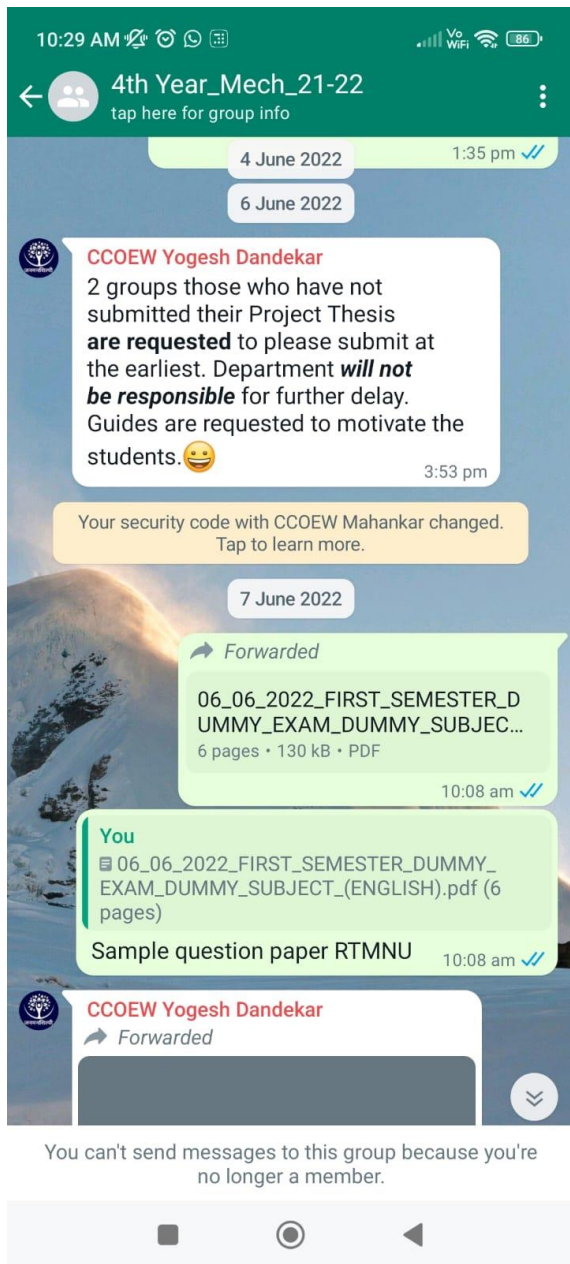 10:29 AM
Vo
WiFi
86
4th Year_Mech_21-22
tap here for group info
1:35 pm
4 June 2022
6 June 2022
CCOEW Yogesh Dandekar
2 groups those who have not
submitted their Project Thesis
are requested to please submit at
the earliest. Department will not
be responsible for further delay.
Guides are requested to motivate the
students.😀
3:53 pm
Your security code with CCOEW Mahankar changed.
Tap to learn more.
7 June 2022
Forwarded
06_06_2022_FIRST_SEMESTER_D
UMMY_EXAM_DUMMY_SUBJEC...
6 pages • 130 kB • PDF
10:08 am
You
06_06_2022_FIRST_SEMESTER_DUMMY_
EXAM_DUMMY_SUBJECT_(ENGLISH).pdf (6
pages)
Sample question paper RTMNU
10:08 am
CCOEW Yogesh Dandekar
Forwarded
You can't send messages to this group because you're
no longer a member.